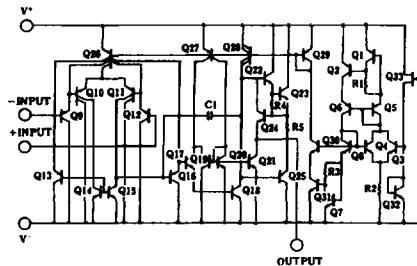 V+
Q26
Q27
Q28
Q29
Q1
Q33
Q2
Q22
Q23
R1
Q10
Q11
R4
-INPUT
Q9
Q12
C1
Q24
Q6
Q5
R5
+INPUT
Q17
Q19
Q20
Q21
Q30
Q8
Q4
Q3
Q13
Q16
Q25
R3
R2
Q14
Q15
Q18
Q31
Q7
Q32
V-
OUTPUT